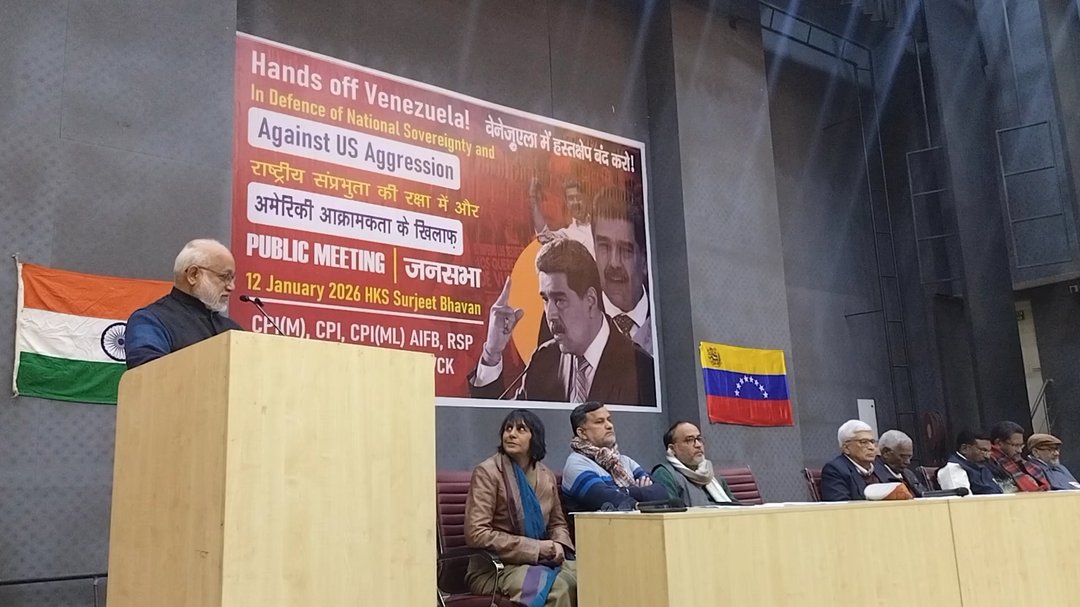 Hands off Venezuela!
In Defence of National Sovereignty and
Against US Aggression
वेनेजुएला में हस्तक्षेप बंद करो!
राष्ट्रीय संप्रभुता की रक्षा में और
अमेरिकी आक्रामकता के खिलाफ़
PUBLIC MEETING | जनसभा
12 January 2026 HKS Surjeet Bhavan
CPI(M), CPI, CPI(ML) AIFB, RSP
VCK